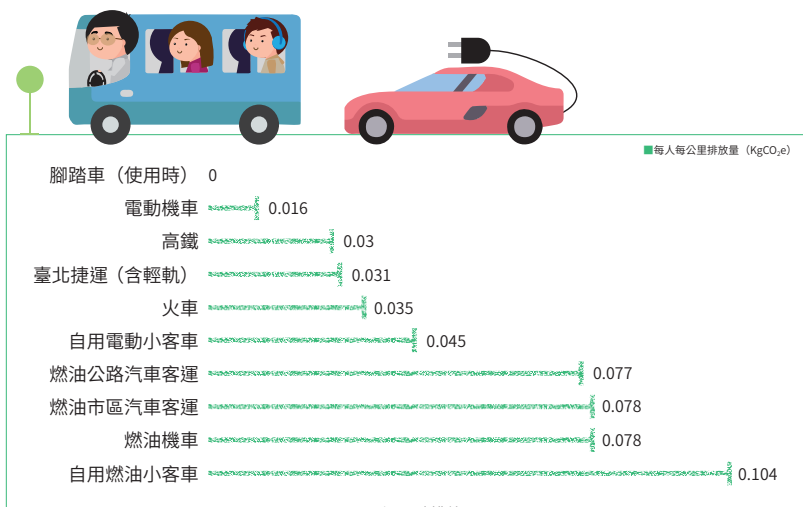 ■每人每公里排放量（KgCO₂e）
腳踏車（使用時） 0
電動機車 0.016
高鐵 0.03
臺北捷運（含輕軌） 0.031
火車 0.035
自用電動小客車 0.045
燃油公路汽車客運 0.077
燃油市區汽車客運 0.078
燃油機車 0.078
自用燃油小客車 0.104